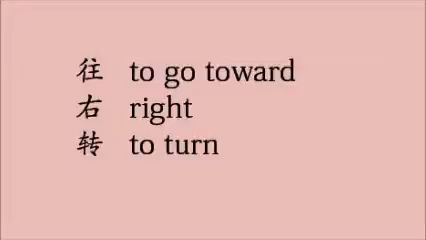 往 to go toward
右 right
转 to turn